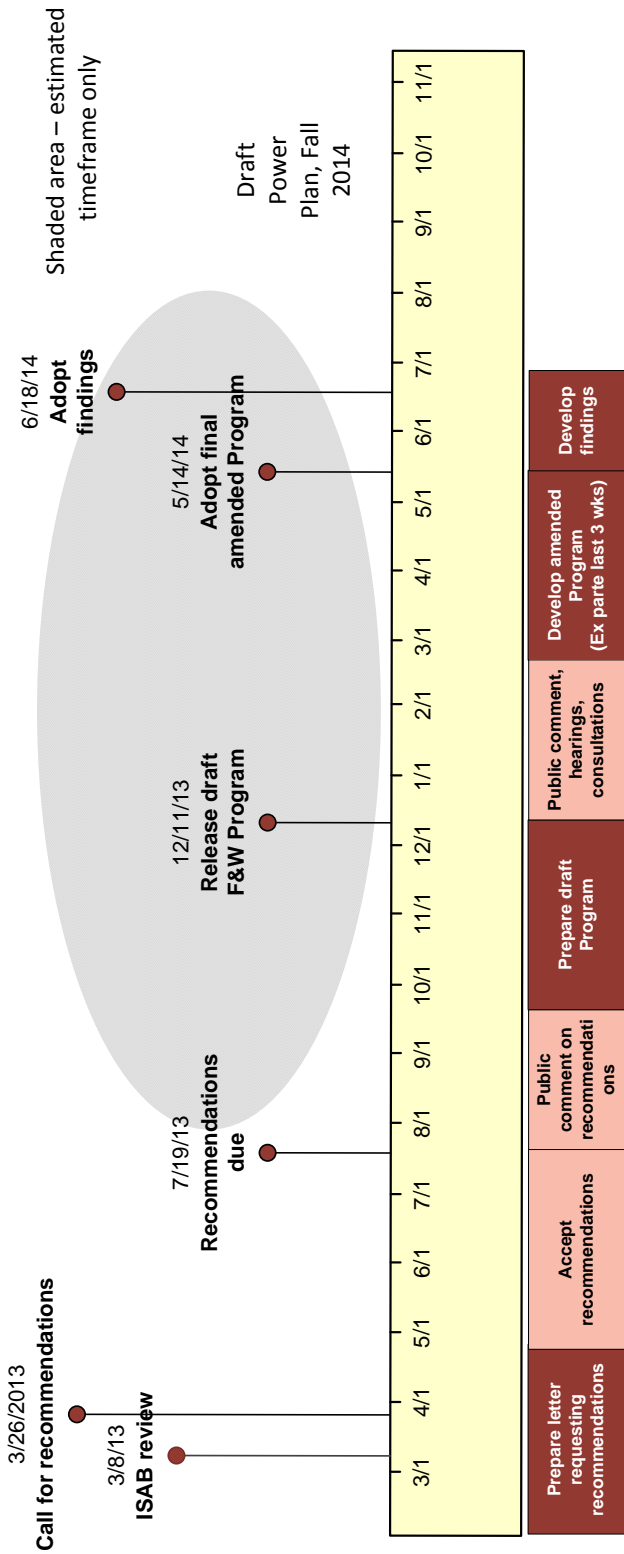 3/26/2013
Call for recommendations
3/8/13
ISAB review
7/19/13
Recommendations
due
12/11/13
Release draft
F&W Program
5/14/14
Adopt final
amended Program
6/18/14
Adopt
findings
Shaded area – estimated
timeframe only
Draft
Power
Plan, Fall
2014
3/1 4/1 5/1 6/1 7/1 8/1 9/1 10/1 11/1 12/1 1/1 2/1 3/1 4/1 5/1 6/1 7/1 8/1 9/1 10/1 11/1
Prepare letter
requesting
recommendations
Accept
recommendations
Public
comment on
recommendati
ons
Prepare draft
Program
Public comment,
hearings,
consultations
Develop amended
Program
(Ex parte last 3 wks)
Develop
findings